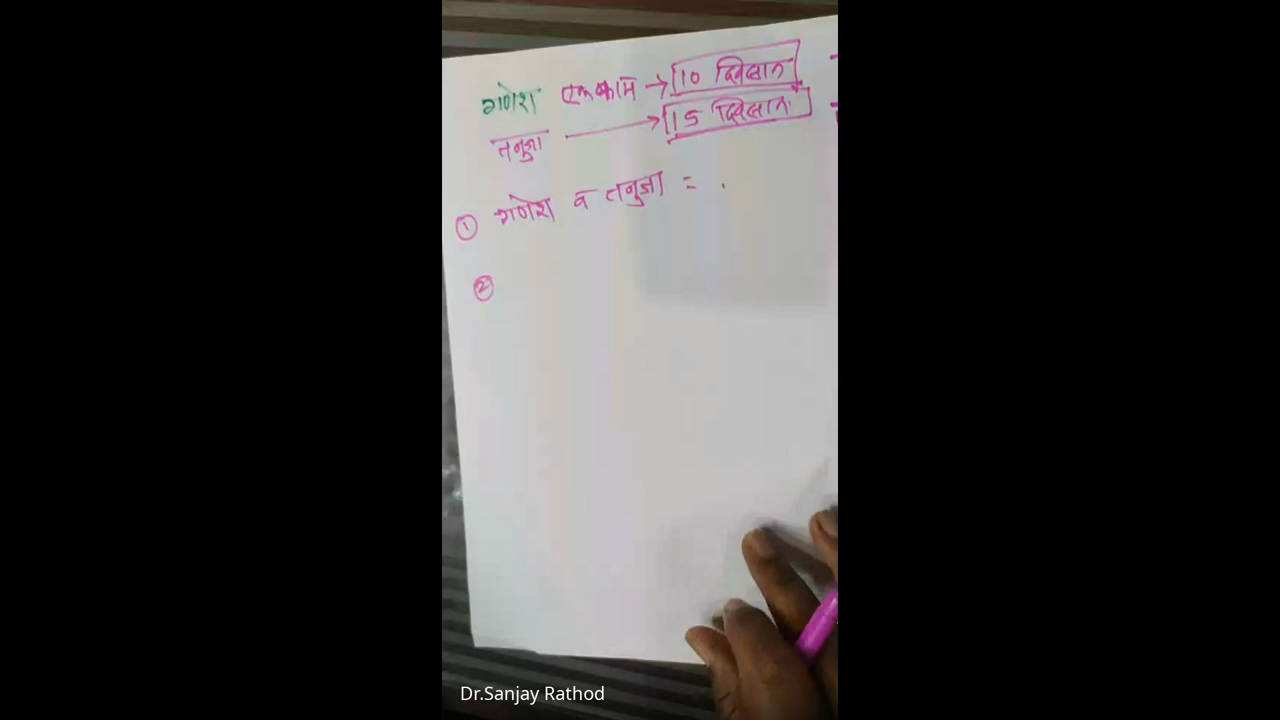 गणेश एक काम → 10 दिवसात
तनुजा → 15 दिवसात
① गणेश व तनुजा = .
②
Dr.Sanjay Rathod